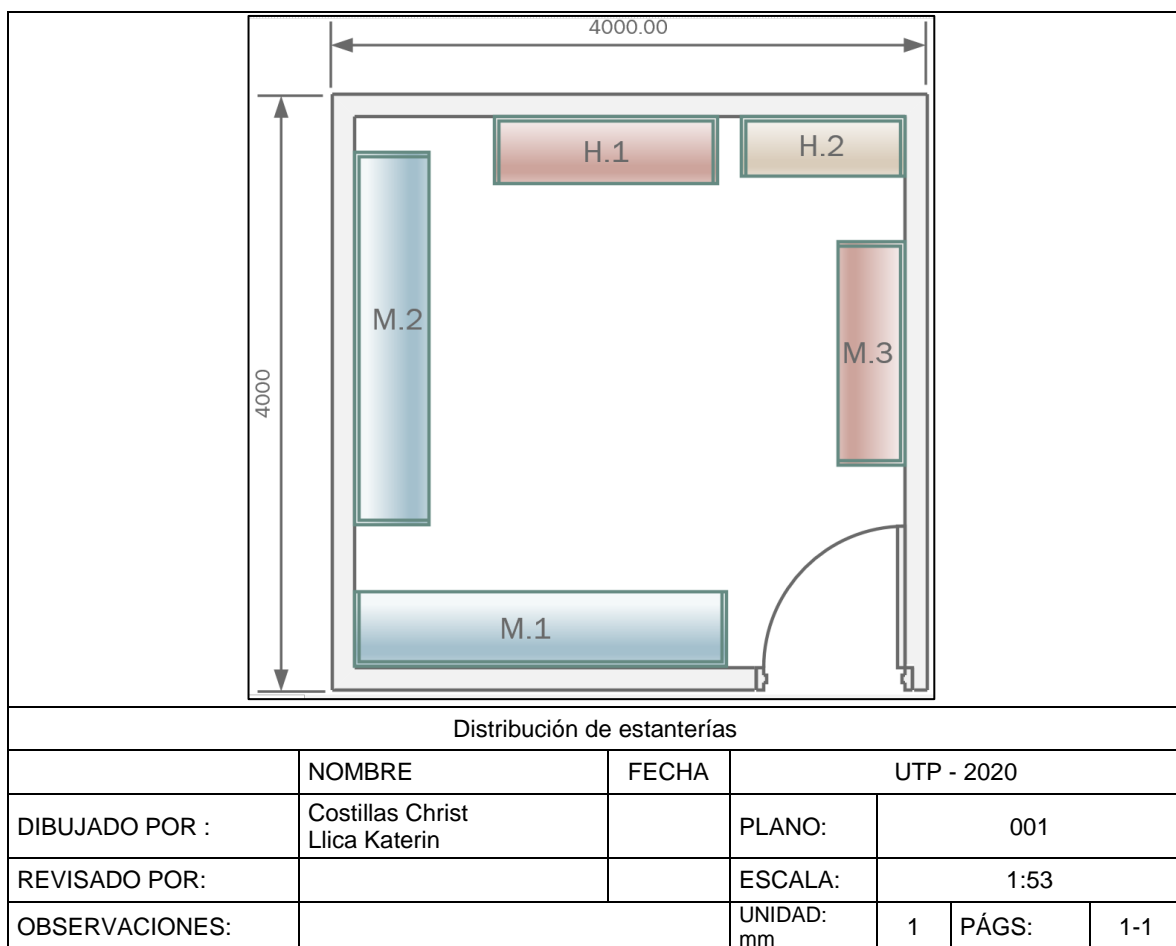 4000.00
H.1
H.2
M.2
M.3
4000
M.1
Distribución de estanterías
NOMBRE
FECHA
UTP - 2020
DIBUJADO POR :
Costillas Christ
Llica Katerin
PLANO:
001
REVISADO POR:
ESCALA:
1:53
OBSERVACIONES:
UNIDAD:
mm
1
PÁGS:
1-1